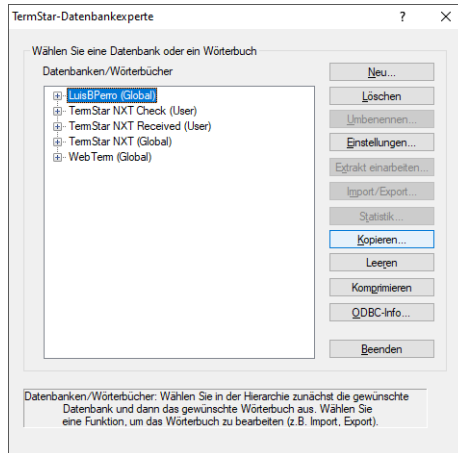 TermStar-Datenbankexperte
?
Wählen Sie eine Datenbank oder ein Wörterbuch
Datenbanken/Wörterbücher
LuisBPerro (Global)
TermStar NXT Check (User)
TermStar NXT Received (User)
TermStar NXT (Global)
WebTerm (Global)
Neu...
Löschen
Umbenennen...
Einstellungen...
Extrakt einarbeiten...
Import/Export...
Statistik...
Kopieren...
Leeren
Komprimieren
ODBC-Info...
Beenden
Datenbanken/Wörterbücher: Wählen Sie in der Hierarchie zunächst die gewünschte
Datenbank und dann das gewünschte Wörterbuch aus. Wählen Sie
eine Funktion, um das Wörterbuch zu bearbeiten (z.B. Import, Export).